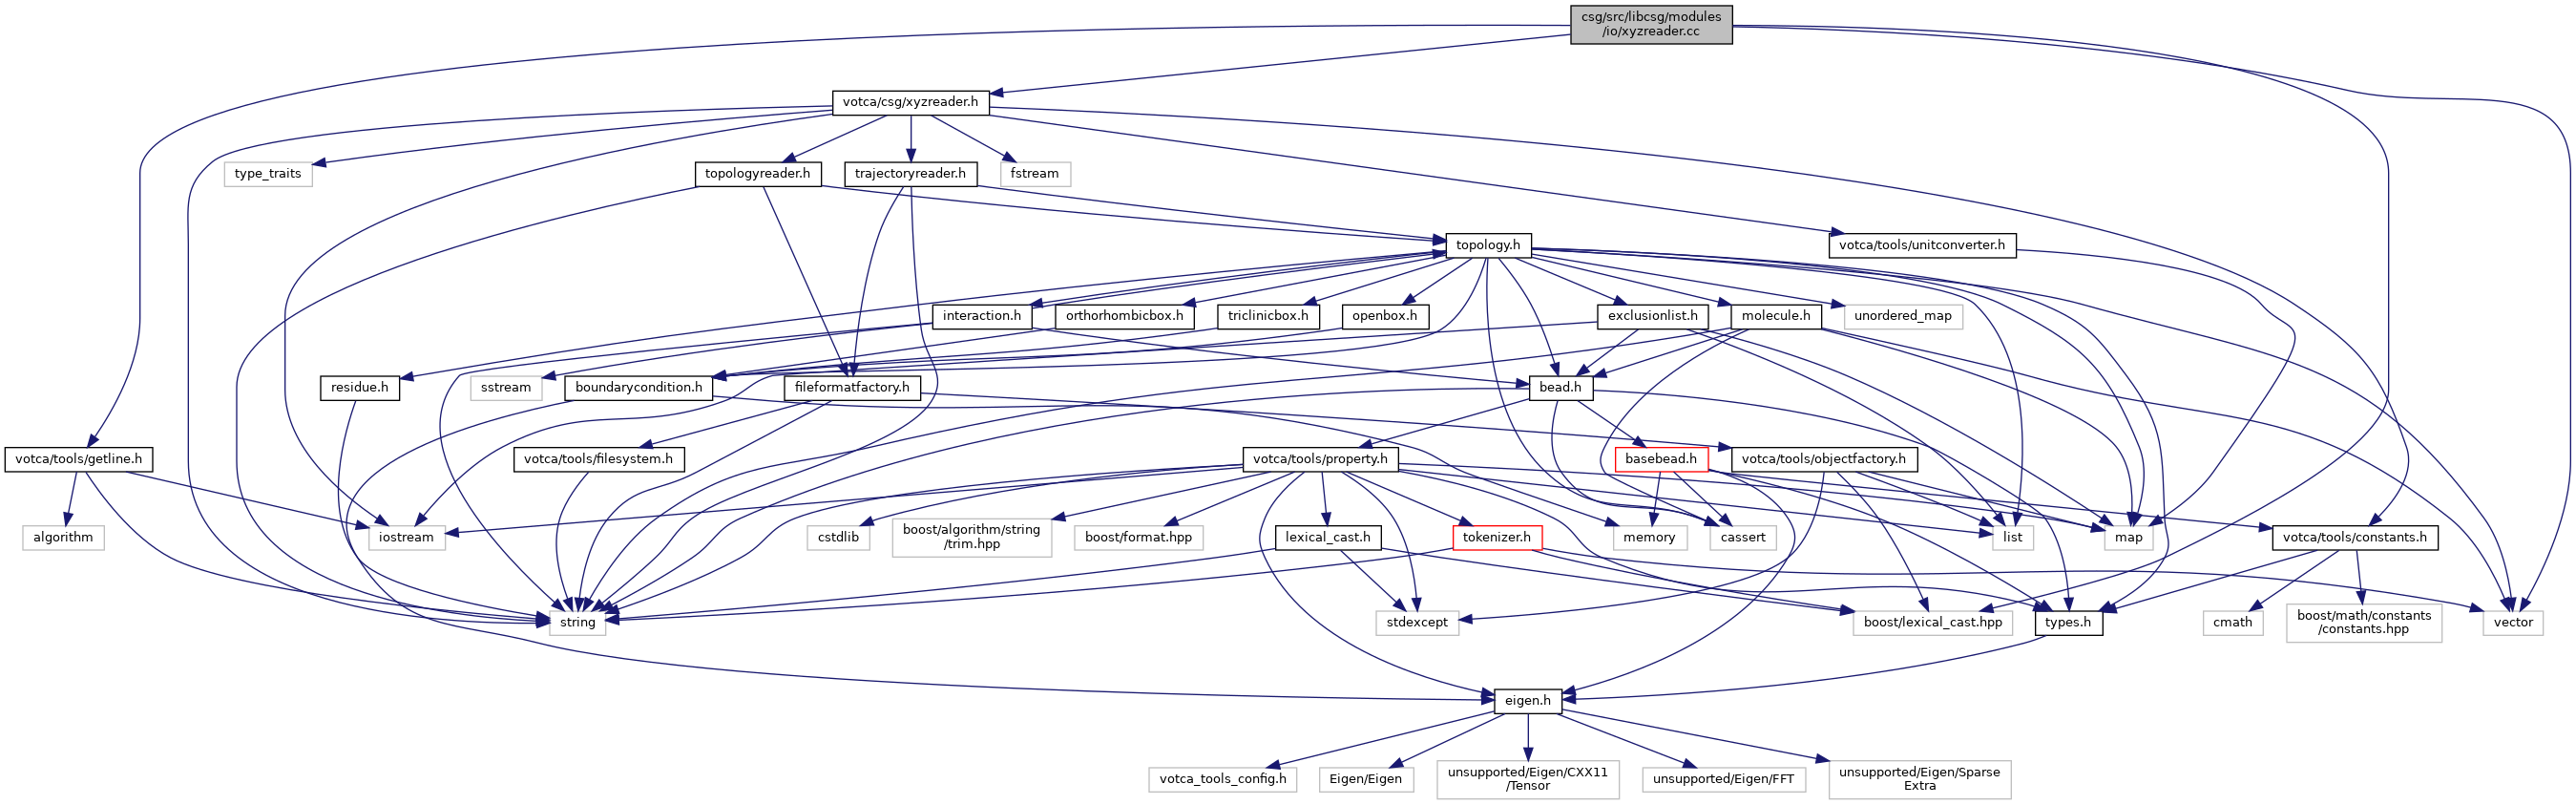 csg/src/libcsg/modules
/io/xyzreader.cc
votca/csg/xyzreader.h
type_traits
topologyreader.h
trajectoryreader.h
fstream
topology.h
votca/tools/unitconverter.h
interaction.h
orthorhombicbox.h
triclinicbox.h
openbox.h
exclusionlist.h
molecule.h
unordered_map
residue.h
sstream
boundarycondition.h
fileformatfactory.h
bead.h
votca/tools/getline.h
votca/tools/filesystem.h
votca/tools/property.h
basebead.h
votca/tools/objectfactory.h
algorithm
iostream
cstdlib
boost/algorithm/string
/trim.hpp
boost/format.hpp
lexical_cast.h
tokenizer.h
memory
cassert
list
map
votca/tools/constants.h
string
stdexcept
boost/lexical_cast.hpp
types.h
cmath
boost/math/constants
/constants.hpp
vector
eigen.h
votca_tools_config.h
Eigen/Eigen
unsupported/Eigen/CXX11
/Tensor
unsupported/Eigen/FFT
unsupported/Eigen/Sparse
Extra